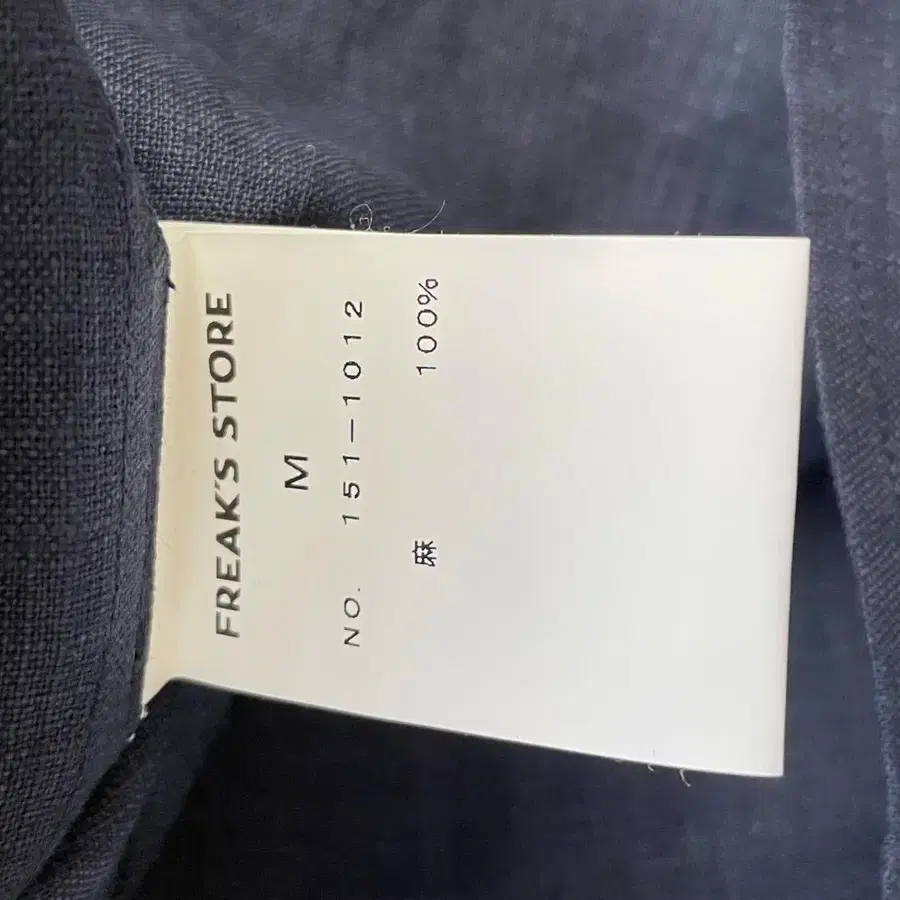 FREAK'S STORE
M
NO. 151-1012
麻 100%